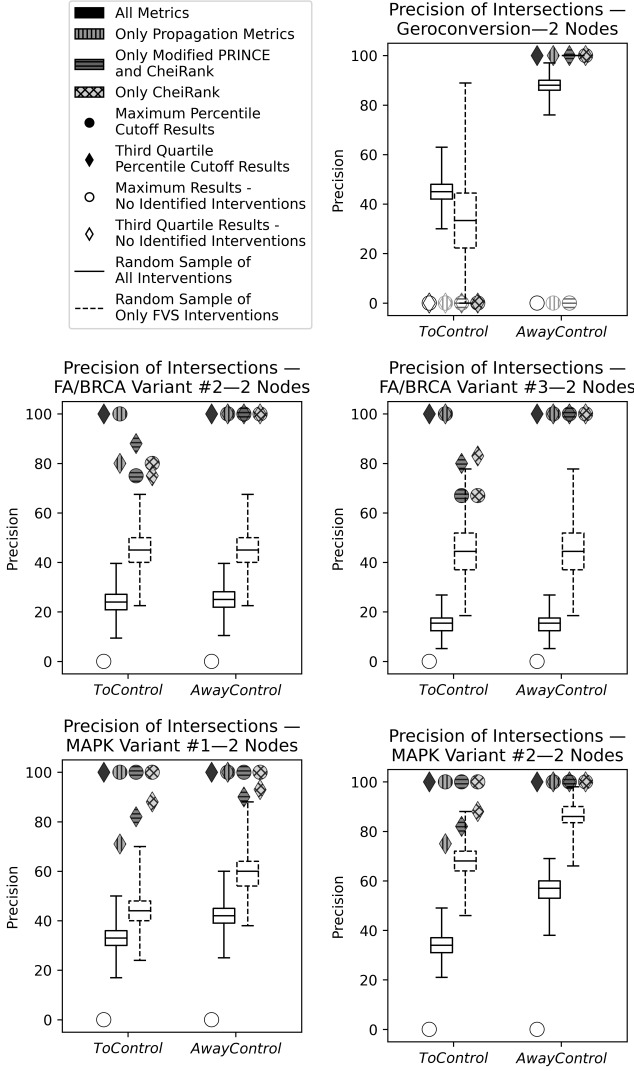 All Metrics
Only Propagation Metrics
Only Modified PRINCE
and CheiRank
Only CheiRank
Maximum Percentile
Cutoff Results
Third Quartile
Percentile Cutoff Results
Maximum Results -
No Identified Interventions
Third Quartile Results -
No Identified Interventions
Random Sample of
All Interventions
Random Sample of
Only FVS Interventions
Precision of Intersections —
Geroconversion—2 Nodes
Precision
100
80
60
40
20
0
ToControl
AwayControl
Precision of Intersections —
FA/BRCA Variant #2—2 Nodes
Precision
100
80
60
40
20
0
ToControl
AwayControl
Precision of Intersections —
FA/BRCA Variant #3—2 Nodes
Precision
100
80
60
40
20
0
ToControl
AwayControl
Precision of Intersections —
MAPK Variant #1—2 Nodes
Precision
100
80
60
40
20
0
ToControl
AwayControl
Precision of Intersections —
MAPK Variant #2—2 Nodes
Precision
100
80
60
40
20
0
ToControl
AwayControl